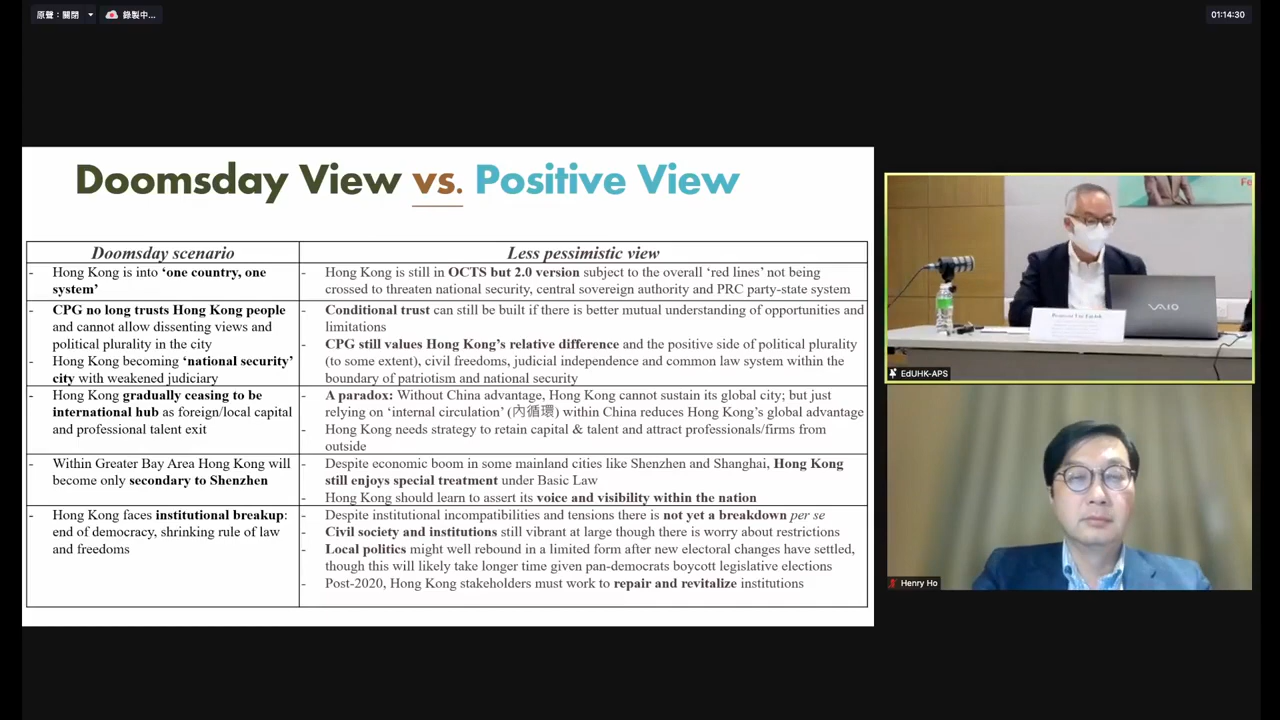 原聲：關閉
錄製中...
01:14:30
Doomsday View vs. Positive View
Doomsday scenario
Less pessimistic view
- Hong Kong is into ‘one country, one
system’
- Hong Kong is still in OCTS but 2.0 version subject to the overall ‘red lines’ not being
crossed to threaten national security, central sovereign authority and PRC party-state system
- CPG no long trusts Hong Kong people
and cannot allow dissenting views and
political plurality in the city
- Hong Kong becoming ‘national security’
city with weakened judiciary
- Conditional trust can still be built if there is better mutual understanding of opportunities and
limitations
- CPG still values Hong Kong’s relative difference and the positive side of political plurality
(to some extent), civil freedoms, judicial independence and common law system within the
boundary of patriotism and national security
- Hong Kong gradually ceasing to be
international hub as foreign/local capital
and professional talent exit
- A paradox: Without China advantage, Hong Kong cannot sustain its global city; but just
relying on ‘internal circulation’ (內循環) within China reduces Hong Kong’s global advantage
- Hong Kong needs strategy to retain capital & talent and attract professionals/firms from
outside
- Within Greater Bay Area Hong Kong will
become only secondary to Shenzhen
- Despite economic boom in some mainland cities like Shenzhen and Shanghai, Hong Kong
still enjoys special treatment under Basic Law
- Hong Kong should learn to assert its voice and visibility within the nation
- Hong Kong faces institutional breakup:
end of democracy, shrinking rule of law
and freedoms
- Despite institutional incompatibilities and tensions there is not yet a breakdown per se
- Civil society and institutions still vibrant at large though there is worry about restrictions
- Local politics might well rebound in a limited form after new electoral changes have settled,
though this will likely take longer time given pan-democrats boycott legislative elections
- Post-2020, Hong Kong stakeholders must work to repair and revitalize institutions
Fe
VAIO
EdUHK-APS
Henry Ho